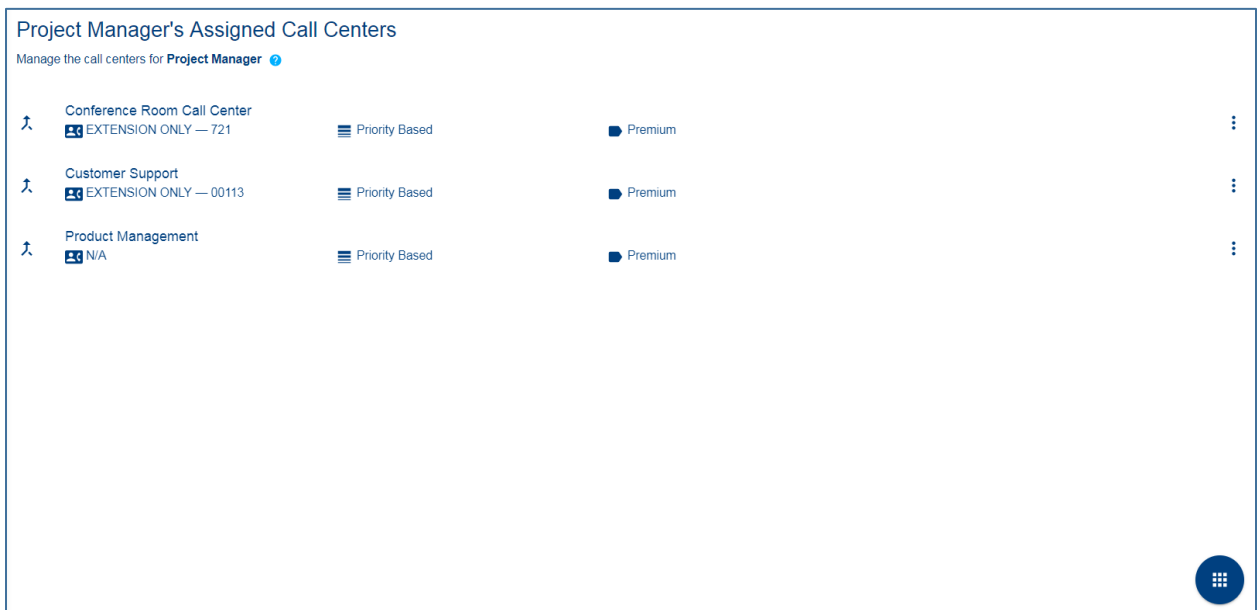 Project Manager's Assigned Call Centers
Manage the call centers for Project Manager ?
Conference Room Call Center
EXTENSION ONLY — 721 Priority Based Premium
Customer Support
EXTENSION ONLY — 00113 Priority Based Premium
Product Management
N/A Priority Based Premium